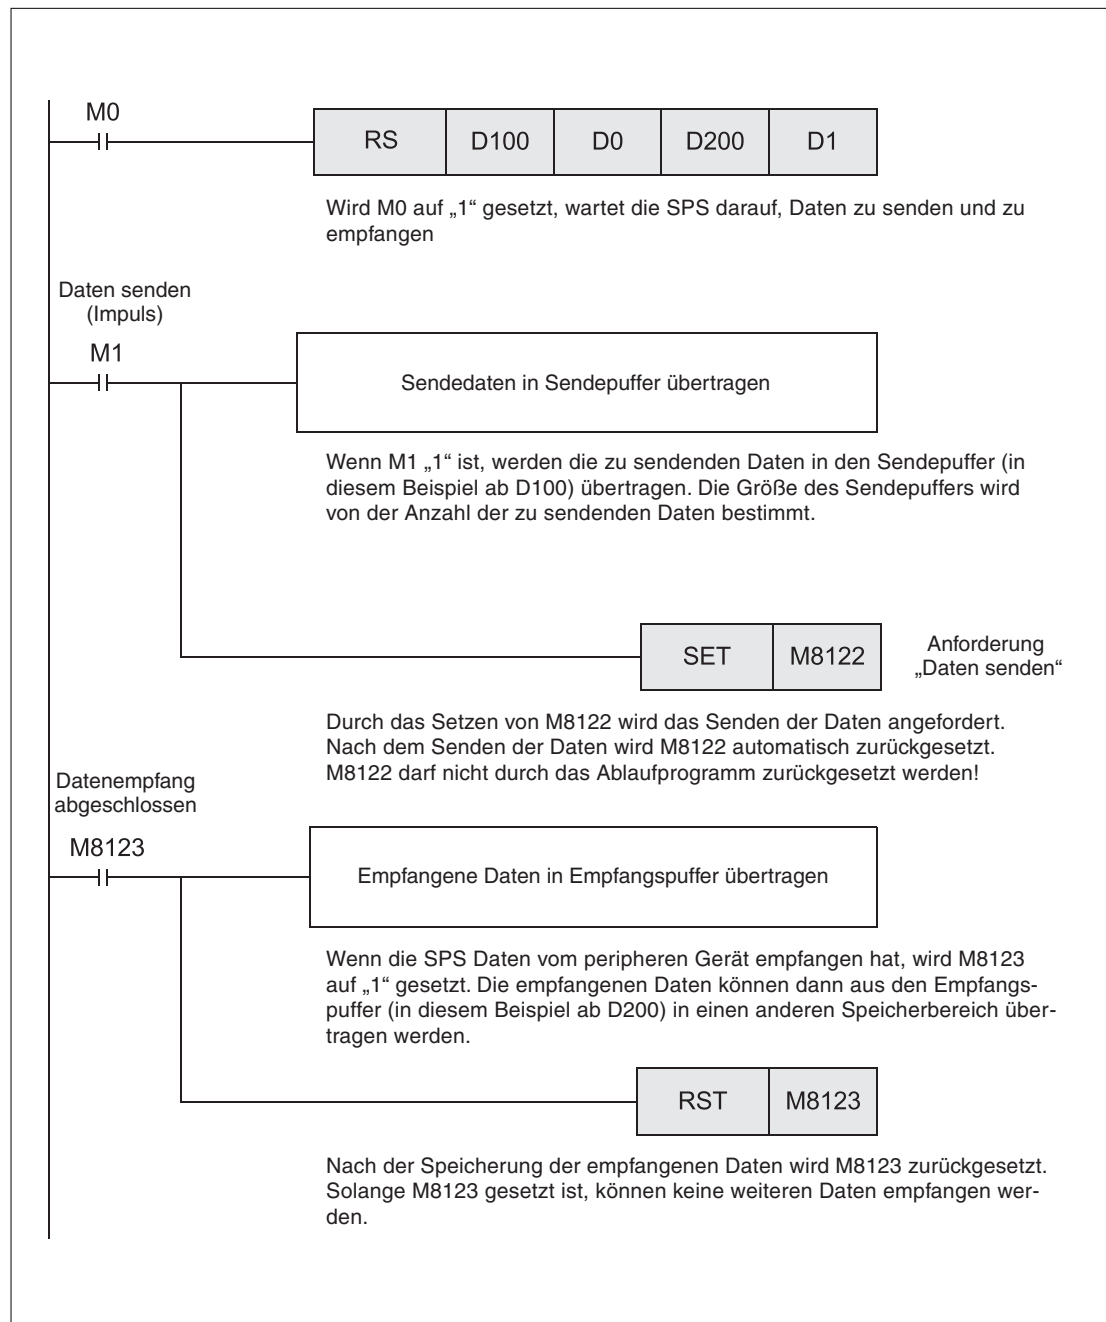 M0
RS D100 D0 D200 D1
Wird M0 auf „1“ gesetzt, wartet die SPS darauf, Daten zu senden und zu
empfangen
Daten senden
(Impuls)
M1
Sendedaten in Sendepuffer übertragen
Wenn M1 „1“ ist, werden die zu sendenden Daten in den Sendepuffer (in
diesem Beispiel ab D100) übertragen. Die Größe des Sendepuffers wird
von der Anzahl der zu sendenden Daten bestimmt.
SET M8122
Anforderung
„Daten senden“
Durch das Setzen von M8122 wird das Senden der Daten angefordert.
Nach dem Senden der Daten wird M8122 automatisch zurückgesetzt.
M8122 darf nicht durch das Ablaufprogramm zurückgesetzt werden!
Datenempfang
abgeschlossen
M8123
Empfangene Daten in Empfangspuffer übertragen
Wenn die SPS Daten vom peripheren Gerät empfangen hat, wird M8123
auf „1“ gesetzt. Die empfangenen Daten können dann aus den Empfangs-
puffer (in diesem Beispiel ab D200) in einen anderen Speicherbereich über-
tragen werden.
RST M8123
Nach der Speicherung der empfangenen Daten wird M8123 zurückgesetzt.
Solange M8123 gesetzt ist, können keine weiteren Daten empfangen wer-
den.